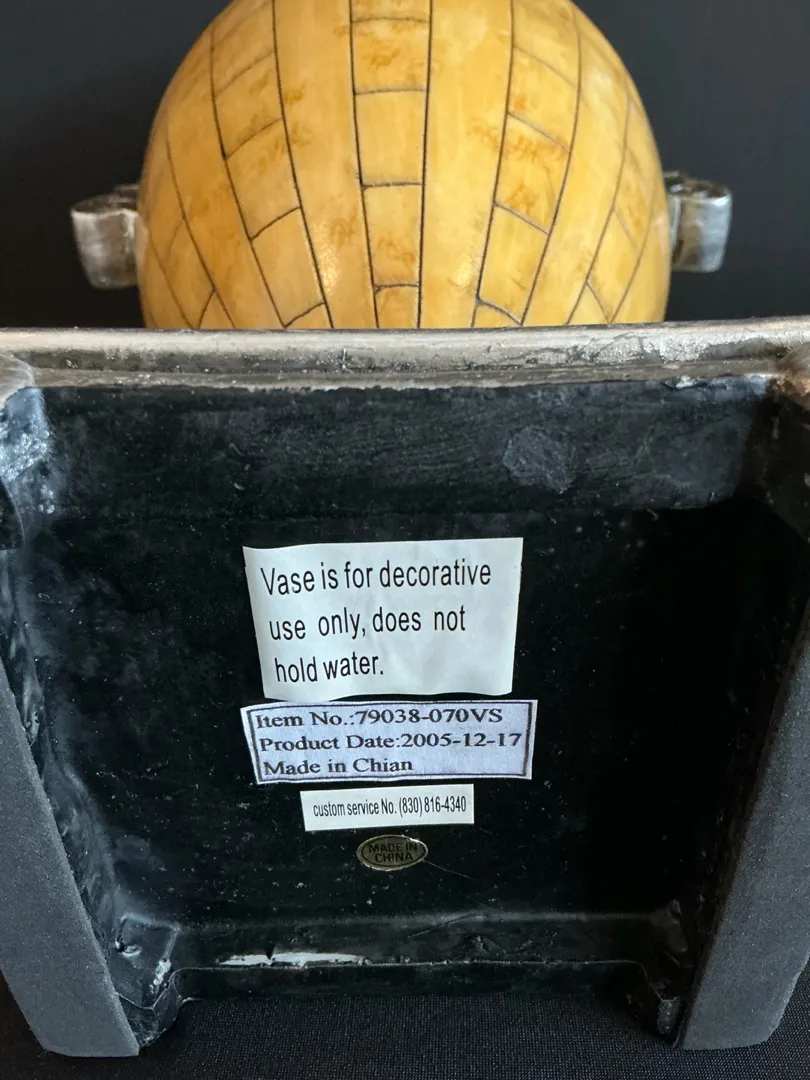 Vase is for decorative
use only, does not
hold water.
Item No.:79038-070VS
Product Date:2005-12-17
Made in Chian
custom service No. (830) 816-4340
MADE IN
CHINA